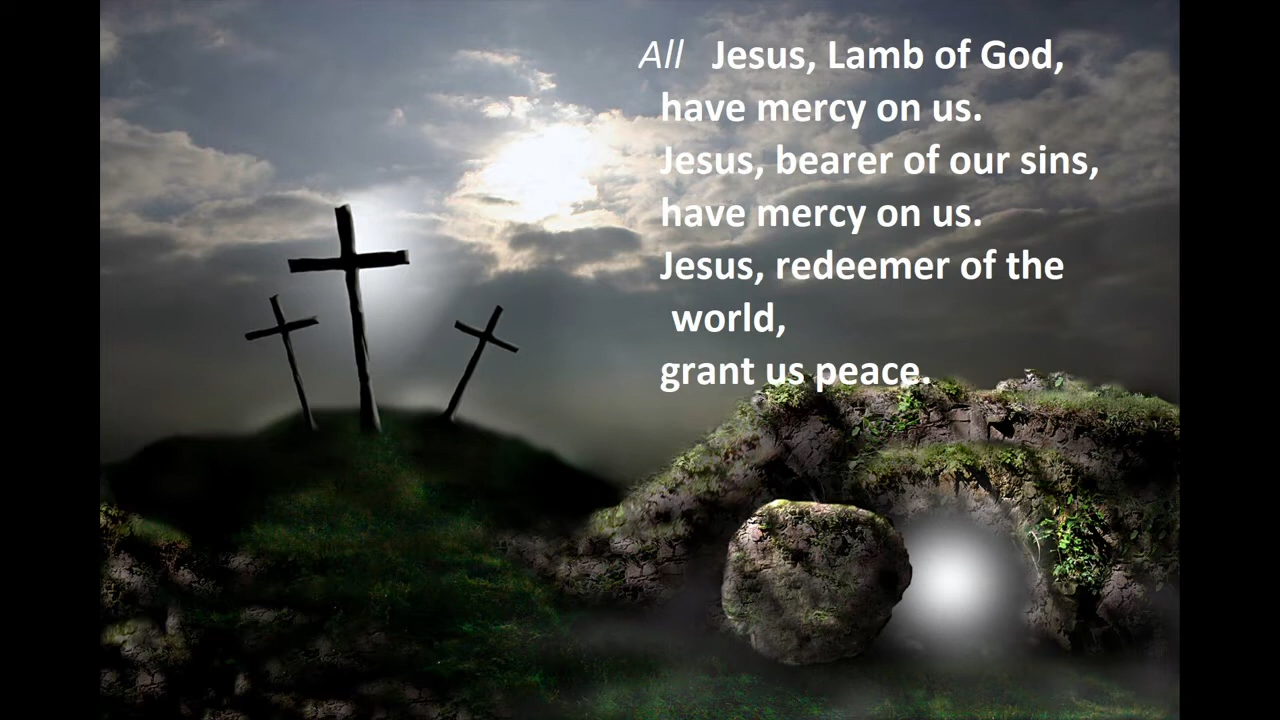 All Jesus, Lamb of God,
have mercy on us.
Jesus, bearer of our sins,
have mercy on us.
Jesus, redeemer of the
world,
grant us peace.